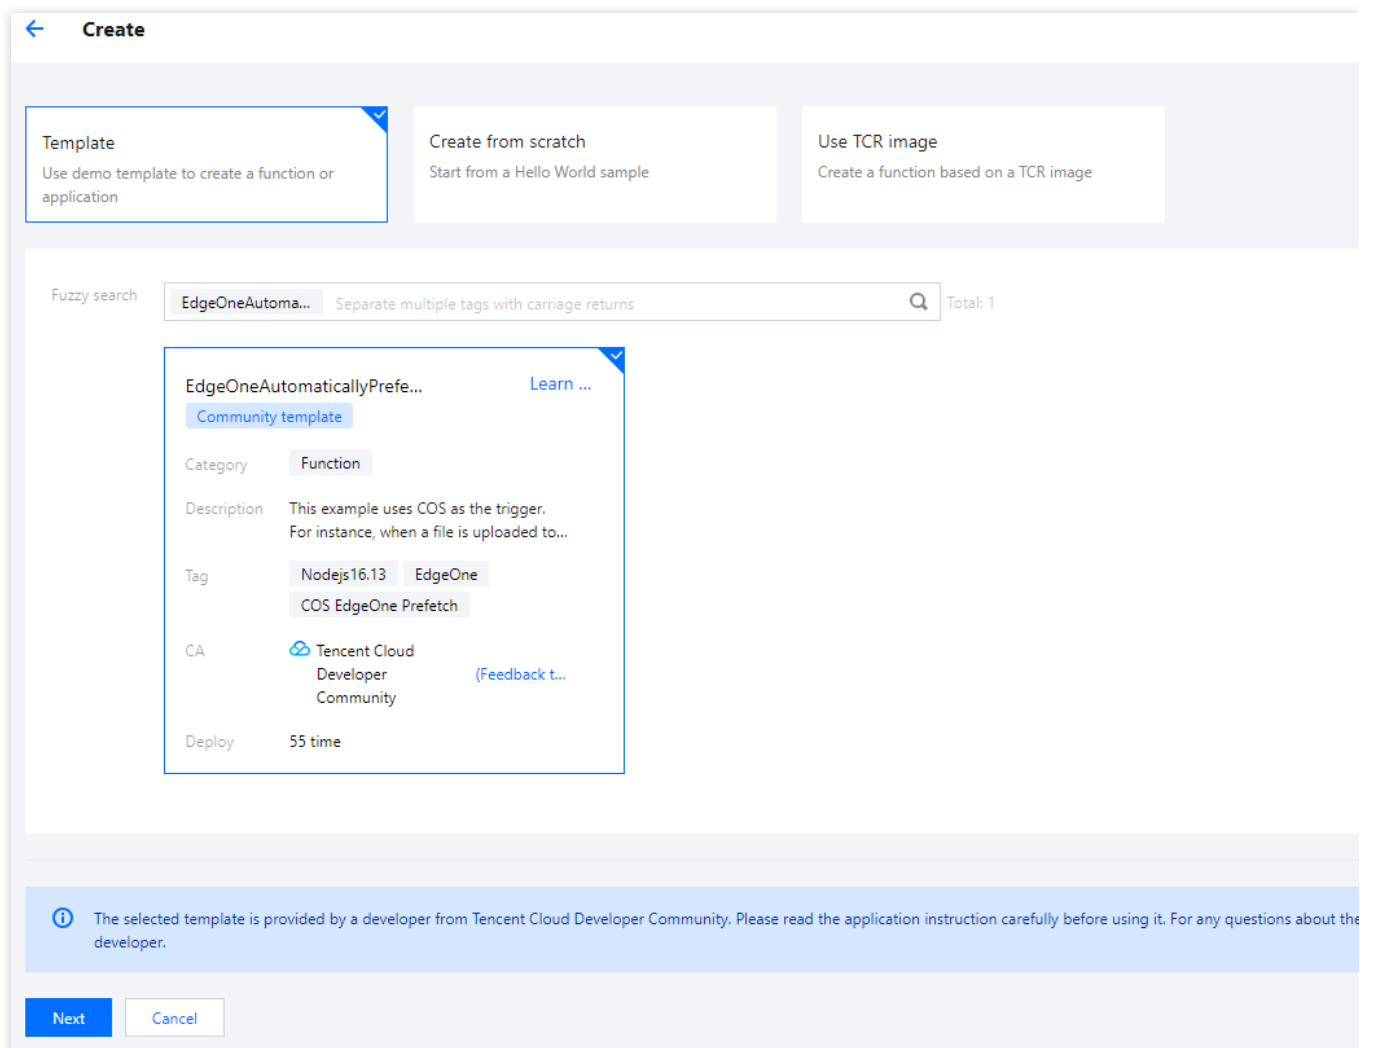 Create
Template
Use demo template to create a function or
application
Create from scratch
Start from a Hello World sample
Use TCR image
Create a function based on a TCR image
Fuzzy search
EdgeOneAutoma...
Separate multiple tags with carriage returns
Total: 1
EdgeOneAutomaticallyPrefe...
Learn ...
Community template
Category
Function
Description
This example uses COS as the trigger.
For instance, when a file is uploaded to...
Tag
Nodejs16.13
EdgeOne
COS EdgeOne Prefetch
CA
Tencent Cloud
Developer
Community
(Feedback t...
Deploy
55 time
The selected template is provided by a developer from Tencent Cloud Developer Community. Please read the application instruction carefully before using it. For any questions about the
developer.
Next
Cancel